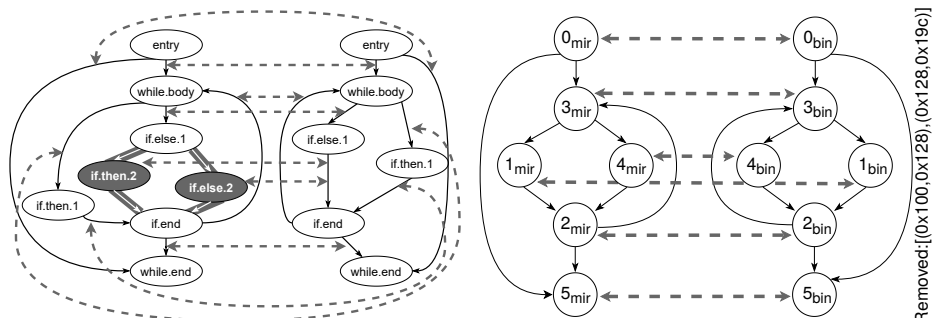 entry
while.body
if.else.1
if.then.2
if.else.2
if.then.1
if.end
while.end
entry
while.body
if.else.1
if.then.1
if.end
while.end
0mir
3mir
1mir
4mir
2mir
5mir
0bin
3bin
4bin
1bin
2bin
5bin
Removed:[(0x100,0x128),(0x128,0x19c)]